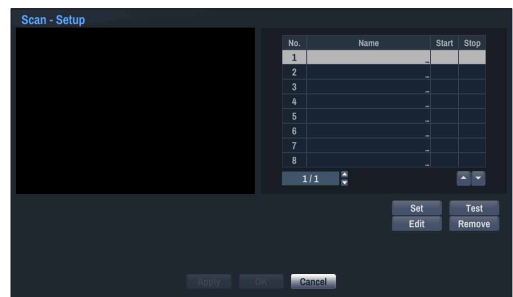 Scan - Setup
No. Name Start Stop
1
2
3
4
5
6
7
8
1 / 1
Set Test
Edit Remove
Apply OK Cancel